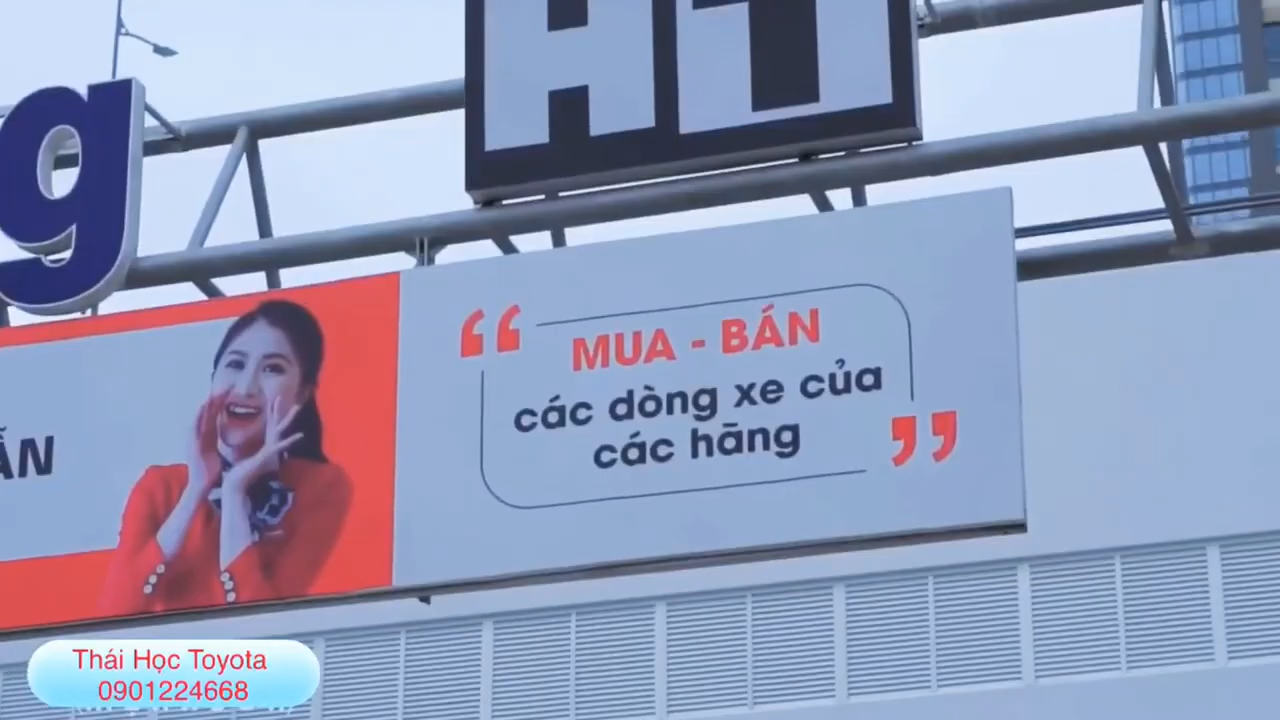 g
MUA - BÁN
các dòng xe của
các hãng
Thái Học Toyota
0901224668